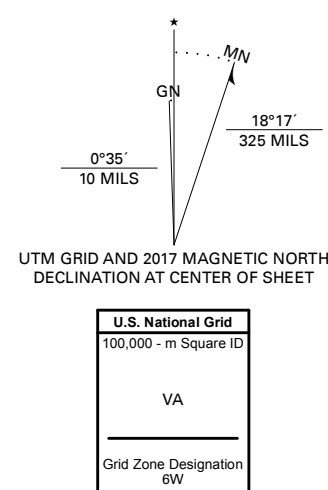 ★
MN
GN
18°17´
325 MILS
0°35´
10 MILS
UTM GRID AND 2017 MAGNETIC NORTH
DECLINATION AT CENTER OF SHEET
U.S. National Grid
100,000 - m Square ID
VA
Grid Zone Designation
6W